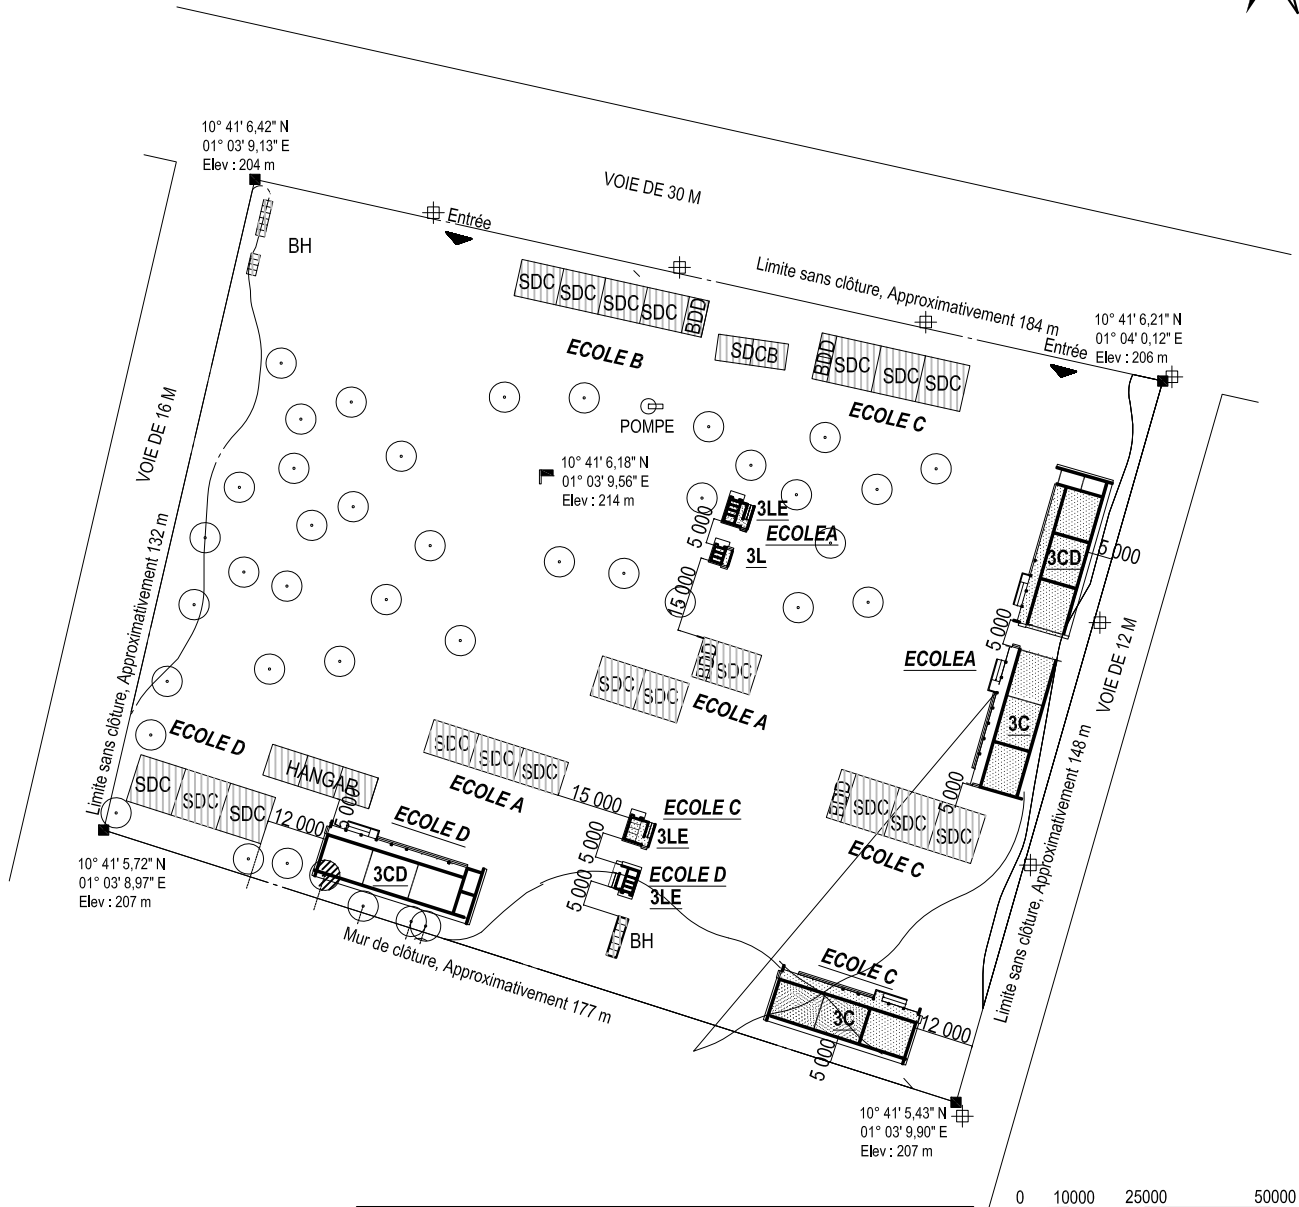 10° 41' 6,42" N
01° 03' 9,13" E
Elev : 204 m
VOIE DE 30 M
Entrée
BH
Limite sans clôture, Approximativement 184 m
10° 41' 6,21" N
01° 04' 0,12" E
Elev : 206 m
Entrée
SDC
SDC
SDC
SDC
BDD
SDCB
BDD
SDC
SDC
SDC
ECOLE B
ECOLE C
VOIE DE 16 M
POMPE
10° 41' 6,18" N
01° 03' 9,56" E
Elev : 214 m
3LE
5 000
ECOLEA
3L
15 000
3CD
5 000
Limite sans clôture, Approximativement 132 m
5 000
BDD
SDC
ECOLEA
VOIE DE 12 M
SDC
SDC
ECOLE A
3C
ECOLE D
SDC
SDC
SDC
ECOLE A
HANGAR
SDC
SDC
SDC
5 000
12 000
ECOLE D
15 000
ECOLE C
3LE
5 000
5 000
BDD
SDC
SDC
SDC
ECOLE C
Limite sans clôture, Approximativement 148 m
10° 41' 5,72" N
01° 03' 8,97" E
Elev : 207 m
3CD
ECOLE D
3LE
5 000
BH
Mur de clôture, Approximativement 177 m
ECOLE C
3C
12 000
5 000
10° 41' 5,43" N
01° 03' 9,90" E
Elev : 207 m
0 10000 25000 50000